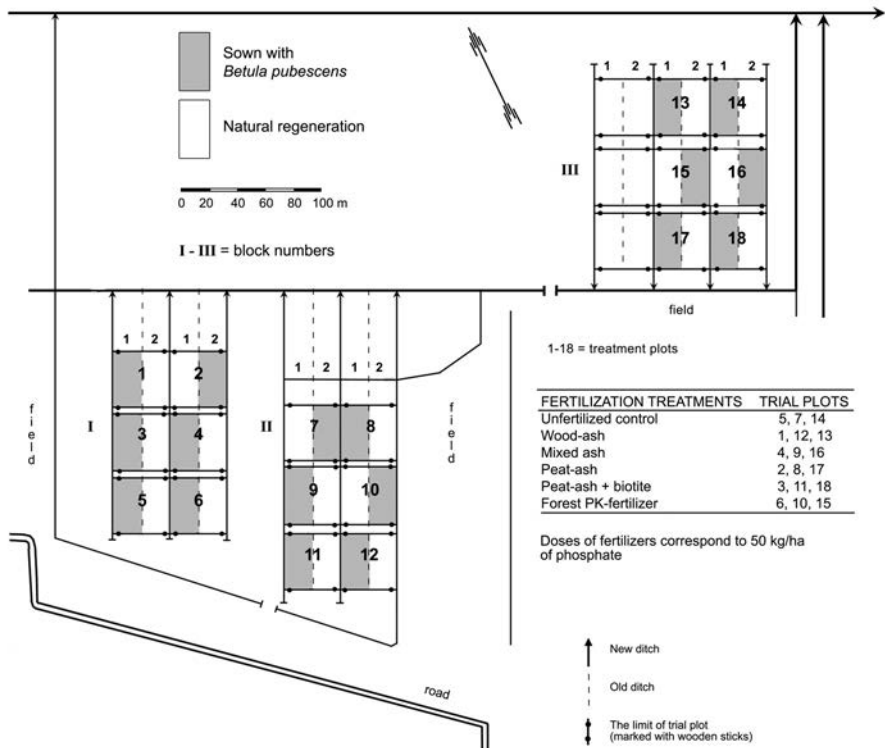 Sown with
Betula pubescens
Natural regeneration
0 20 40 60 80 100 m
I - III = block numbers
1 2 1 2
13 14
III
15 16
17 18
field
1-18 = treatment plots
1 2 1 2
1 2
I
3 4
5 6
field
1 2 1 2
II
7 8
9 10
11 12
field
FERTILIZATION TREATMENTS TRIAL PLOTS
Unfertilized control 5, 7, 14
Wood-ash 1, 12, 13
Mixed ash 4, 9, 16
Peat-ash 2, 8, 17
Peat-ash + biotite 3, 11, 18
Forest PK-fertilizer 6, 10, 15
Doses of fertilizers correspond to 50 kg/ha
of phosphate
New ditch
Old ditch
The limit of trial plot
(marked with wooden sticks)
road